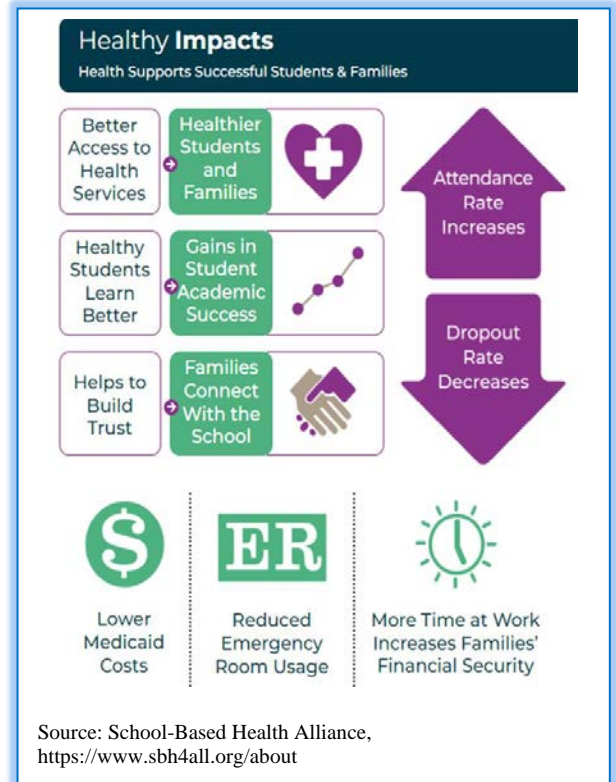 Healthy Impacts
Health Supports Successful Students & Families
Better
Access to
Health
Services
Healthier
Students
and
Families
Healthy
Students
Learn
Better
Gains in
Student
Academic
Success
Helps to
Build
Trust
Families
Connect
With the
School
Attendance
Rate
Increases
Dropout
Rate
Decreases
$
Lower
Medicaid
Costs
ER
Reduced
Emergency
Room Usage
More Time at Work
Increases Families’
Financial Security
Source: School-Based Health Alliance,
https://www.sbh4all.org/about